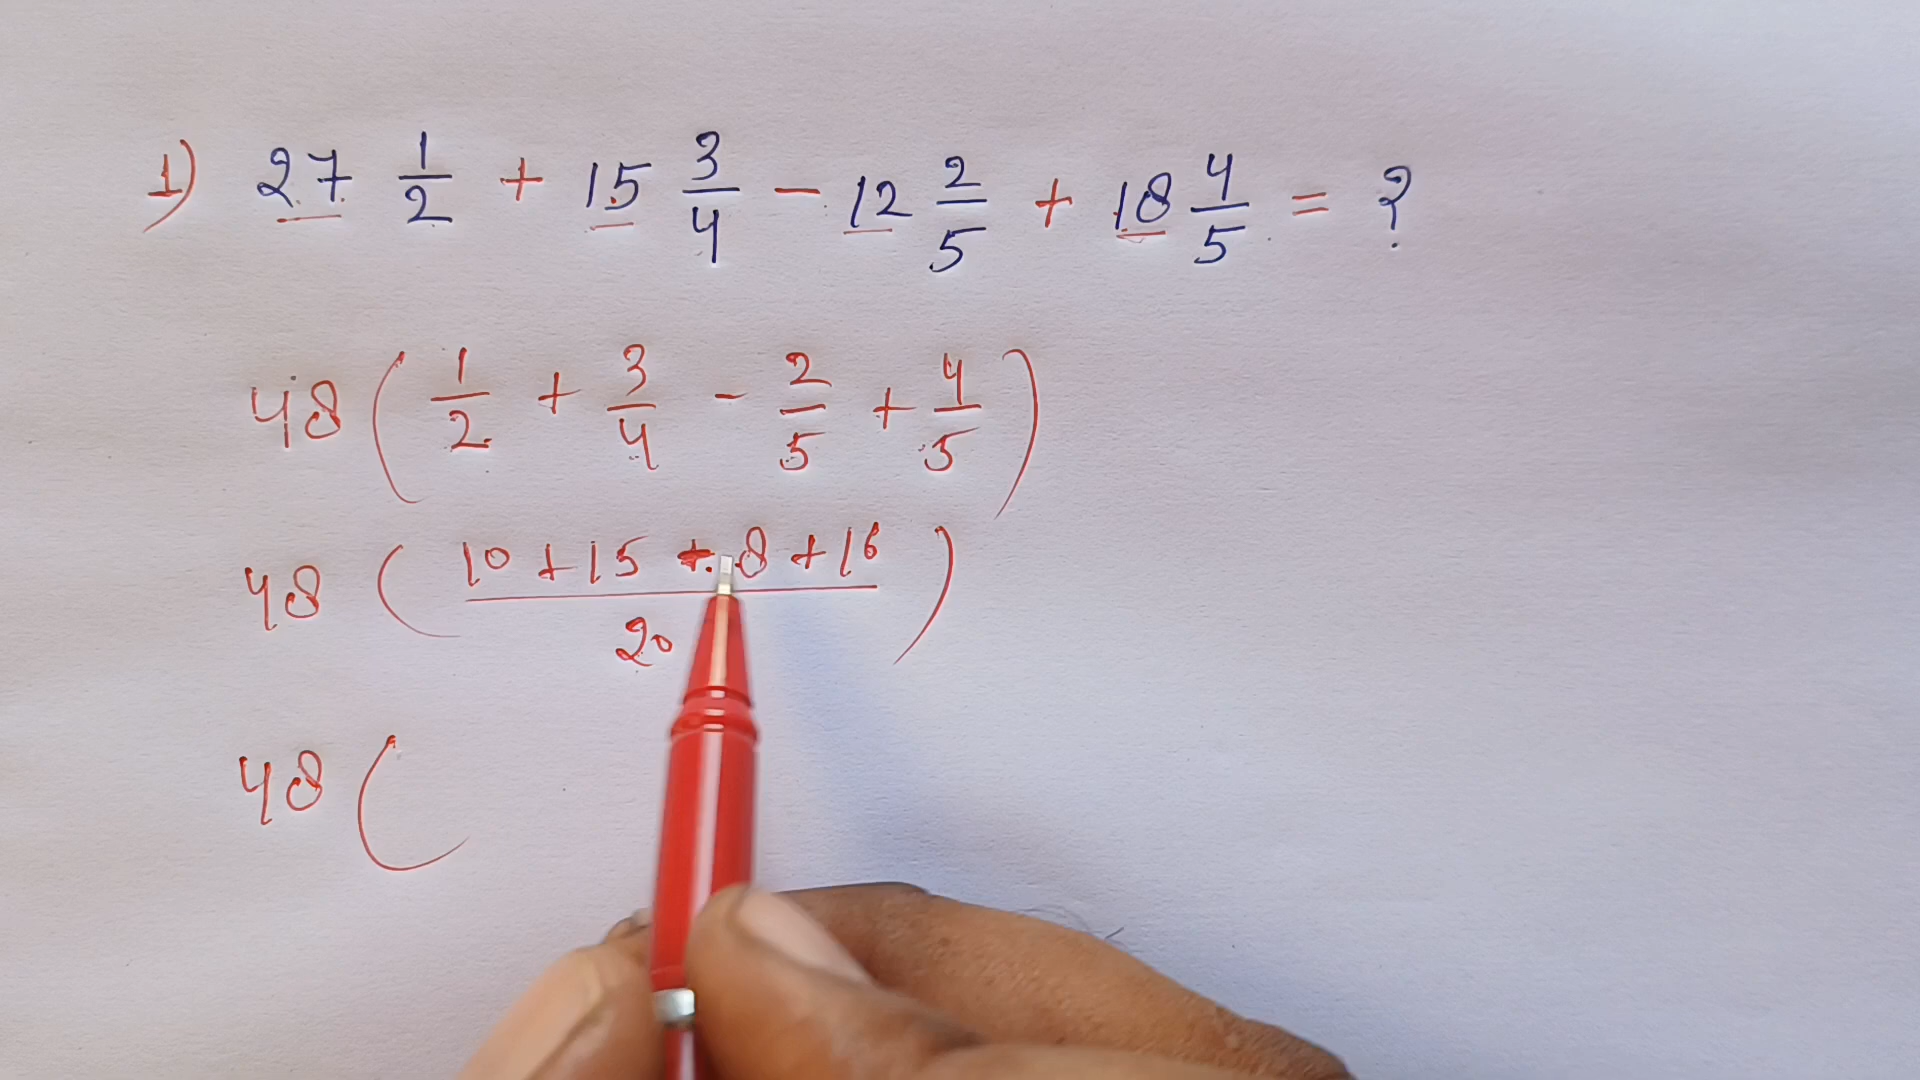 1) 27 1/2 + 15 3/4 - 12 2/5 + 18 4/5 = ?
48 ( 1/2 + 3/4 - 2/5 + 4/5 )
48 ( 10 + 15 - 8 + 16 / 20 )
48 (